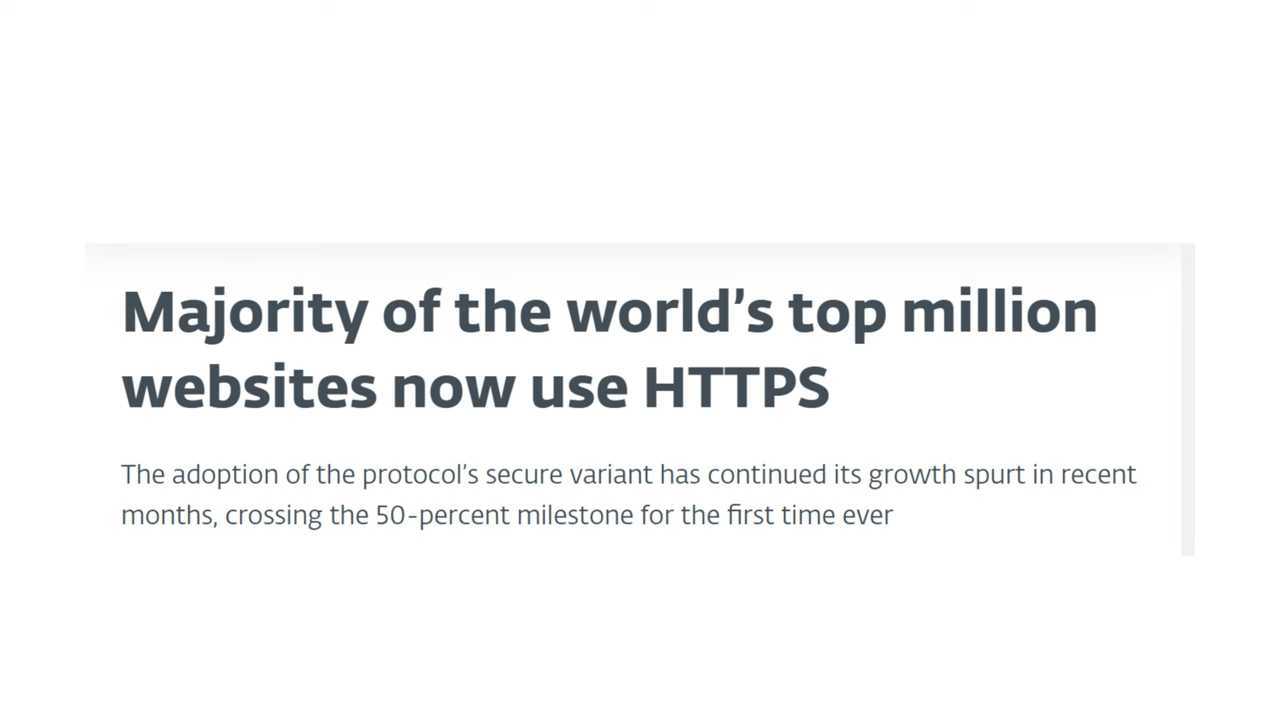 Majority of the world’s top million
websites now use HTTPS
The adoption of the protocol’s secure variant has continued its growth spurt in recent
months, crossing the 50-percent milestone for the first time ever